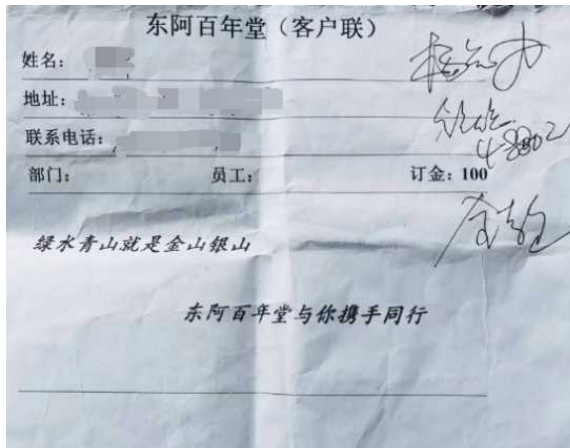 东阿百年堂（客户联）
姓名：
地址：
联系电话：
部门： 员工： 订金：100
绿水青山就是金山银山
东阿百年堂与你携手同行